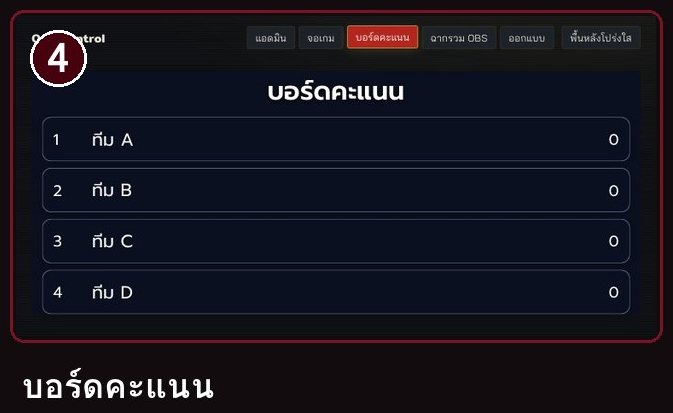 แอดมิน จอเกม บอร์ดคะแนน ฉากรวม OBS ออกแบบ พื้นหลังโปร่งใส
4
บอร์ดคะแนน
1 ทีม A 0
2 ทีม B 0
3 ทีม C 0
4 ทีม D 0
บอร์ดคะแนน